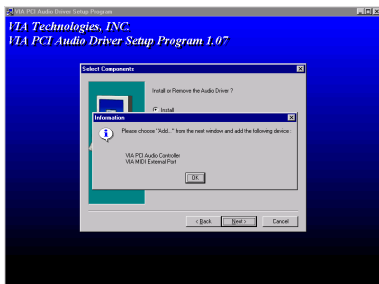 VIA PCI Audio Driver Setup Program
VIA Technologies, INC.
VIA PCI Audio Driver Setup Program 1.07
Select Components
Install or Remove the Audio Driver ?
Install
Information
Please choose "Add..." from the next window and add the following device :
VIA PCI Audio Controller
VIA MIDI External Port
OK
< Back
Next >
Cancel